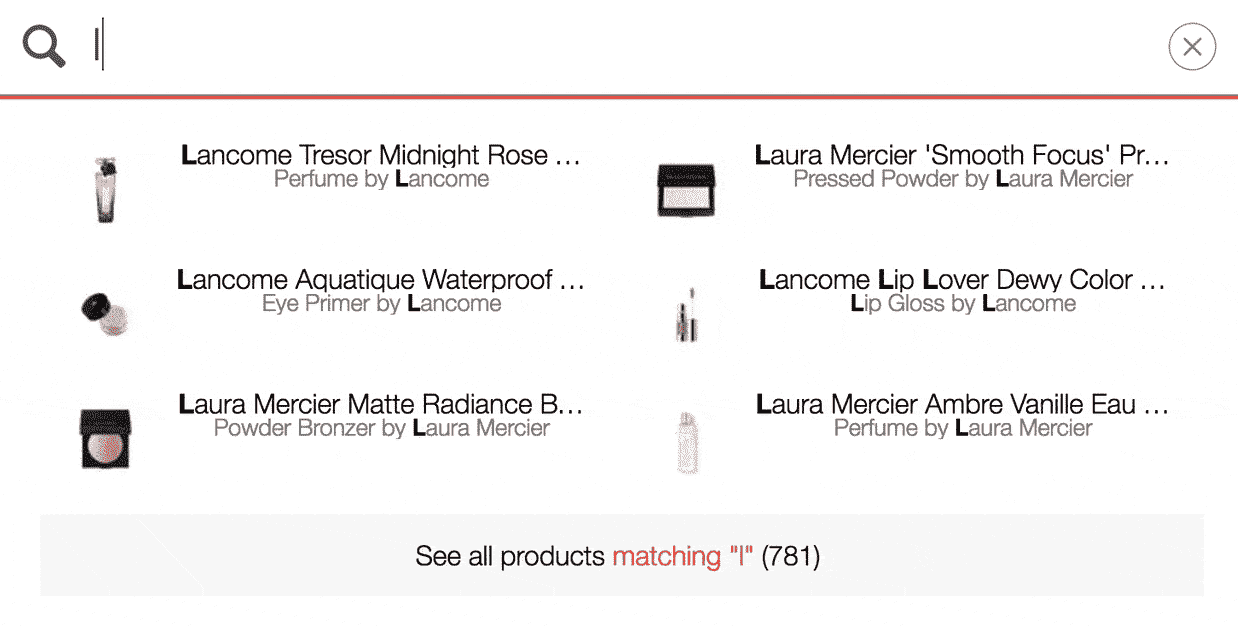 l
Lancome Tresor Midnight Rose ...
Perfume by Lancome
Laura Mercier 'Smooth Focus' Pr...
Pressed Powder by Laura Mercier
Lancome Aquatique Waterproof ...
Eye Primer by Lancome
Lancome Lip Lover Dewy Color ...
Lip Gloss by Lancome
Laura Mercier Matte Radiance B...
Powder Bronzer by Laura Mercier
Laura Mercier Ambre Vanille Eau ...
Perfume by Laura Mercier
See all products matching "l" (781)